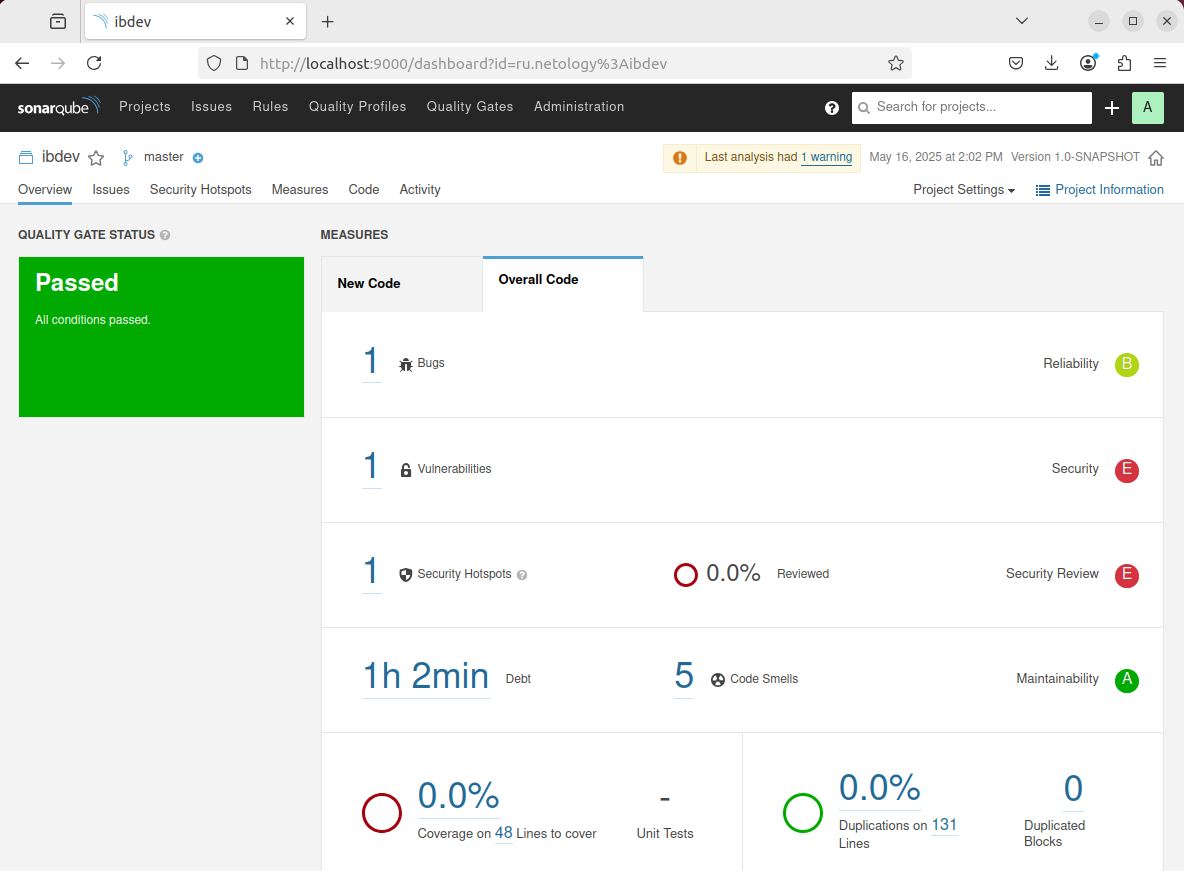 ibdev
http://localhost:9000/dashboard?id=ru.netology%3Aibdev
sonarqube Projects Issues Rules Quality Profiles Quality Gates Administration Search for projects... A
ibdev master Last analysis had 1 warning May 16, 2025 at 2:02 PM Version 1.0-SNAPSHOT
Overview Issues Security Hotspots Measures Code Activity Project Settings Project Information
QUALITY GATE STATUS ?
MEASURES
Passed
All conditions passed.
New Code Overall Code
1 Bugs Reliability B
1 Vulnerabilities Security E
1 Security Hotspots ? 0.0% Reviewed Security Review E
1h 2min Debt 5 Code Smells Maintainability A
0.0%
Coverage on 48 Lines to cover
-
Unit Tests
0.0%
Duplications on 131
Lines
0
Duplicated
Blocks